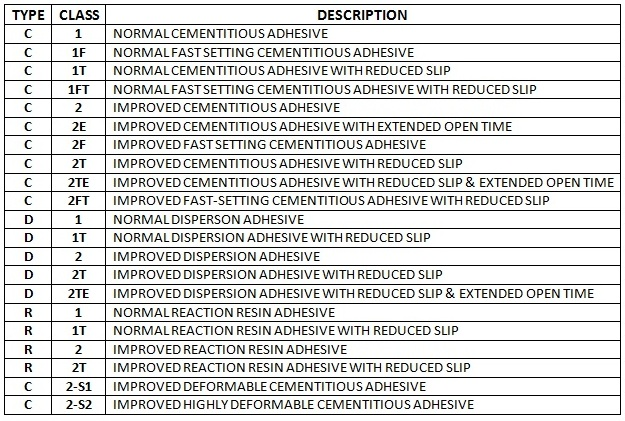 TYPE CLASS DESCRIPTION
C 1 NORMAL CEMENTITIOUS ADHESIVE
C 1F NORMAL FAST SETTING CEMENTITIOUS ADHESIVE
C 1T NORMAL CEMENTITIOUS ADHESIVE WITH REDUCED SLIP
C 1FT NORMAL FAST SETTING CEMENTITIOUS ADHESIVE WITH REDUCED SLIP
C 2 IMPROVED CEMENTITIOUS ADHESIVE
C 2E IMPROVED CEMENTITIOUS ADHESIVE WITH EXTENDED OPEN TIME
C 2F IMPROVED FAST SETTING CEMENTITIOUS ADHESIVE
C 2T IMPROVED CEMENTITIOUS ADHESIVE WITH REDUCED SLIP
C 2TE IMPROVED CEMENTITIOUS ADHESIVE WITH REDUCED SLIP & EXTENDED OPEN TIME
C 2FT IMPROVED FAST-SETTING CEMENTITIOUS ADHESIVE WITH REDUCED SLIP
D 1 NORMAL DISPERSON ADHESIVE
D 1T NORMAL DISPERSION ADHESIVE WITH REDUCED SLIP
D 2 IMPROVED DISPERSION ADHESIVE
D 2T IMPROVED DISPERSION ADHESIVE WITH REDUCED SLIP
D 2TE IMPROVED DISPERSION ADHESIVE WITH REDUCED SLIP & EXTENDED OPEN TIME
R 1 NORMAL REACTION RESIN ADHESIVE
R 1T NORMAL REACTION RESIN ADHESIVE WITH REDUCED SLIP
R 2 IMPROVED REACTION RESIN ADHESIVE
R 2T IMPROVED REACTION RESIN ADHESIVE WITH REDUCED SLIP
C 2-S1 IMPROVED DEFORMABLE CEMENTITIOUS ADHESIVE
C 2-S2 IMPROVED HIGHLY DEFORMABLE CEMENTITIOUS ADHESIVE